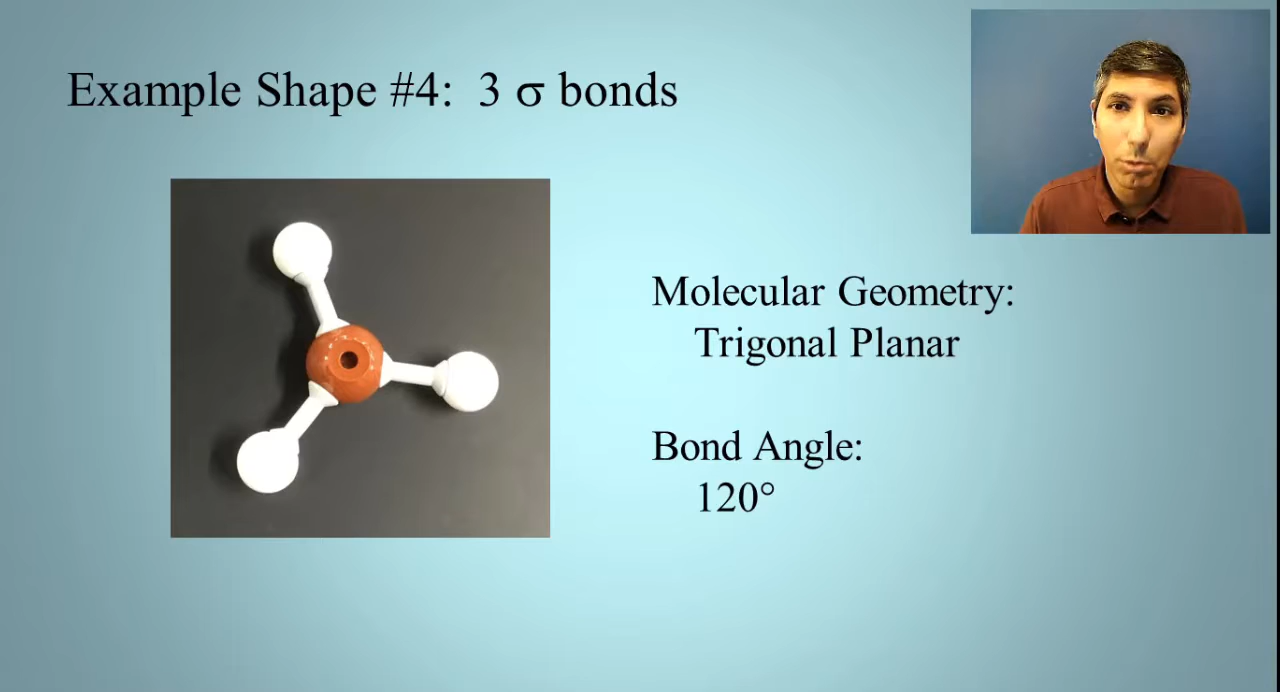 Example Shape #4: 3 σ bonds
Molecular Geometry:
Trigonal Planar
Bond Angle:
120°